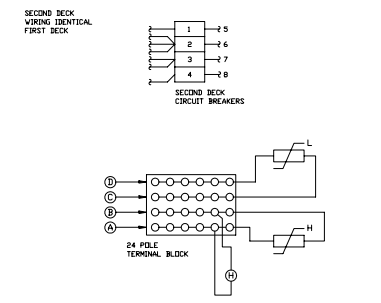 SECOND DECK
WIRING IDENTICAL
FIRST DECK
1 5
2 6
3 7
4 8
SECOND DECK
CIRCUIT BREAKERS
L
D
C
B
A
H
24 POLE
TERMINAL BLOCK
H